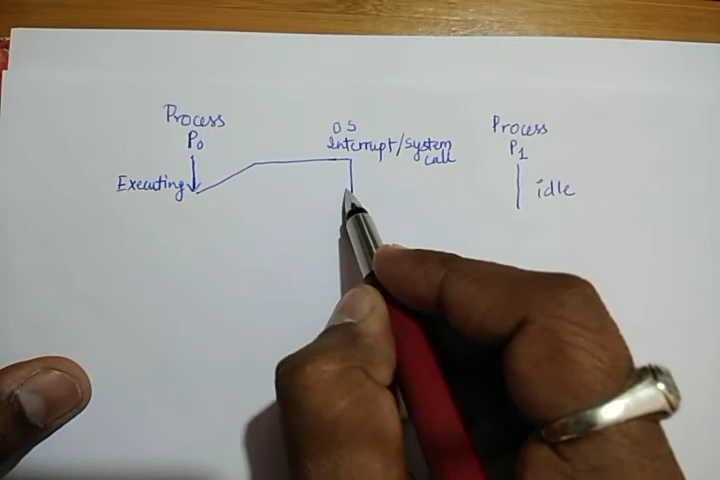 Process
P0
Executing
OS
Interrupt/System
call
Process
P1
idle